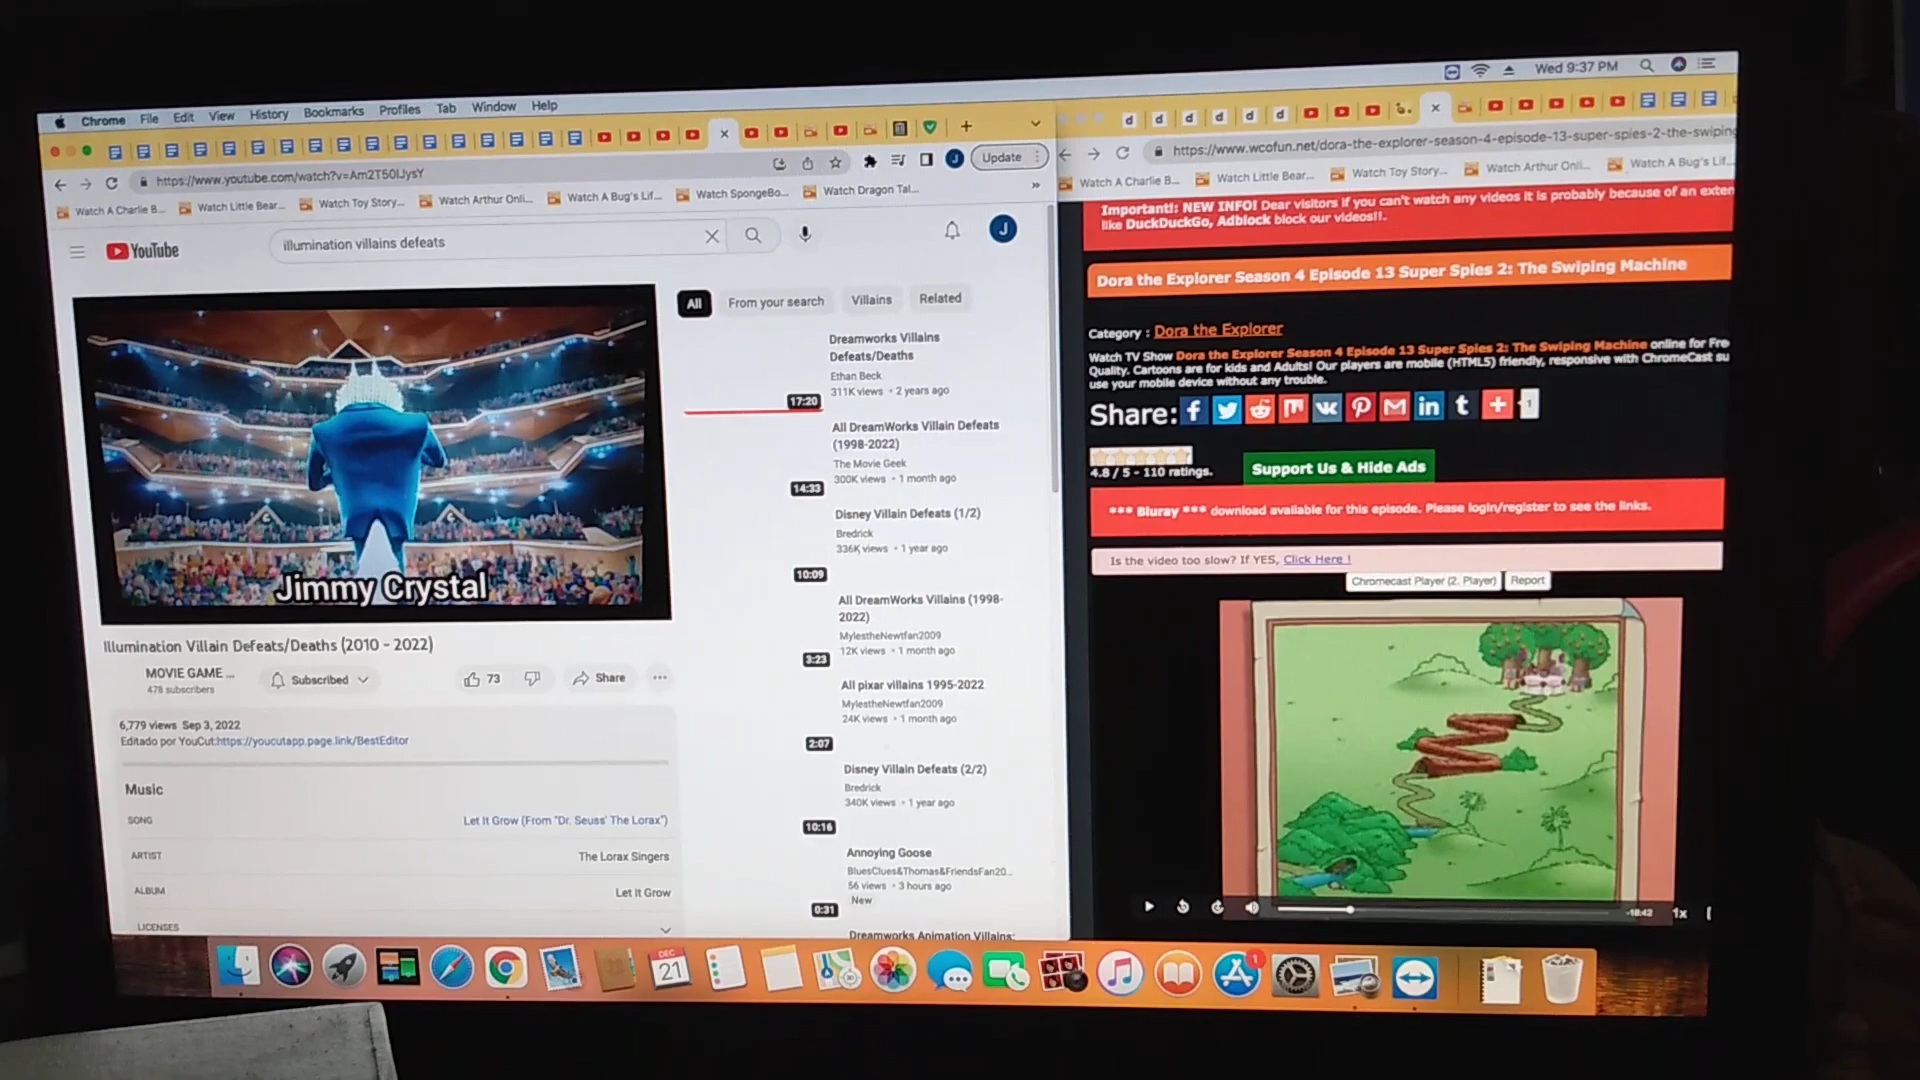 Chrome File Edit View History Bookmarks Profiles Tab Window Help
Wed 9:37 PM
https://www.youtube.com/watch?v=Am2T50lJysY
J
Update
Watch A Charlie B... Watch Little Bear... Watch Toy Story... Watch Arthur Onli... Watch A Bug's Lif... Watch SpongeBo... Watch Dragon Tal... »
YouTube
illumination villains defeats
J
Jimmy Crystal
Illumination Villain Defeats/Deaths (2010 - 2022)
MOVIE GAME ...
478 subscribers
Subscribed
73
Share
6,779 views Sep 3, 2022
Editado por YouCut:https://youcutapp.page.link/BestEditor
Music
SONG
Let It Grow (From "Dr. Seuss' The Lorax")
ARTIST
The Lorax Singers
ALBUM
Let It Grow
LICENSES
All From your search Villains Related
Dreamworks Villains
Defeats/Deaths
Ethan Beck
311K views • 2 years ago
17:20
All DreamWorks Villain Defeats
(1998-2022)
The Movie Geek
300K views • 1 month ago
14:33
Disney Villain Defeats (1/2)
Bredrick
336K views • 1 year ago
10:09
All DreamWorks Villains (1998-
2022)
MylestheNewtfan2009
12K views • 1 month ago
3:23
All pixar villains 1995-2022
MylestheNewtfan2009
24K views • 1 month ago
2:07
Disney Villain Defeats (2/2)
Bredrick
340K views • 1 year ago
10:16
Annoying Goose
BluesClues&Thomas&FriendsFan20...
56 views • 3 hours ago
New
0:31
Dreamworks Animation Villains:
d d d d d d
https://www.wcofun.net/dora-the-explorer-season-4-episode-13-super-spies-2-the-swiping
Watch A Charlie B... Watch Little Bear... Watch Toy Story... Watch Arthur Onli... Watch A Bug's Lif...
Important!: NEW INFO! Dear visitors if you can't watch any videos it is probably because of an exten
like DuckDuckGo, Adblock block our videos!!.
Dora the Explorer Season 4 Episode 13 Super Spies 2: The Swiping Machine
Category : Dora the Explorer
Watch TV Show Dora the Explorer Season 4 Episode 13 Super Spies 2: The Swiping Machine online for Fre
Quality. Cartoons are for kids and Adults! Our players are mobile (HTML5) friendly, responsive with ChromeCast su
use your mobile device without any trouble.
Share:
1
4.8 / 5 - 110 ratings.
Support Us & Hide Ads
*** Bluray *** download available for this episode. Please login/register to see the links.
Is the video too slow? If YES, Click Here !
Chromecast Player (2. Player) Report
-18:42 1x
DEC
21
1